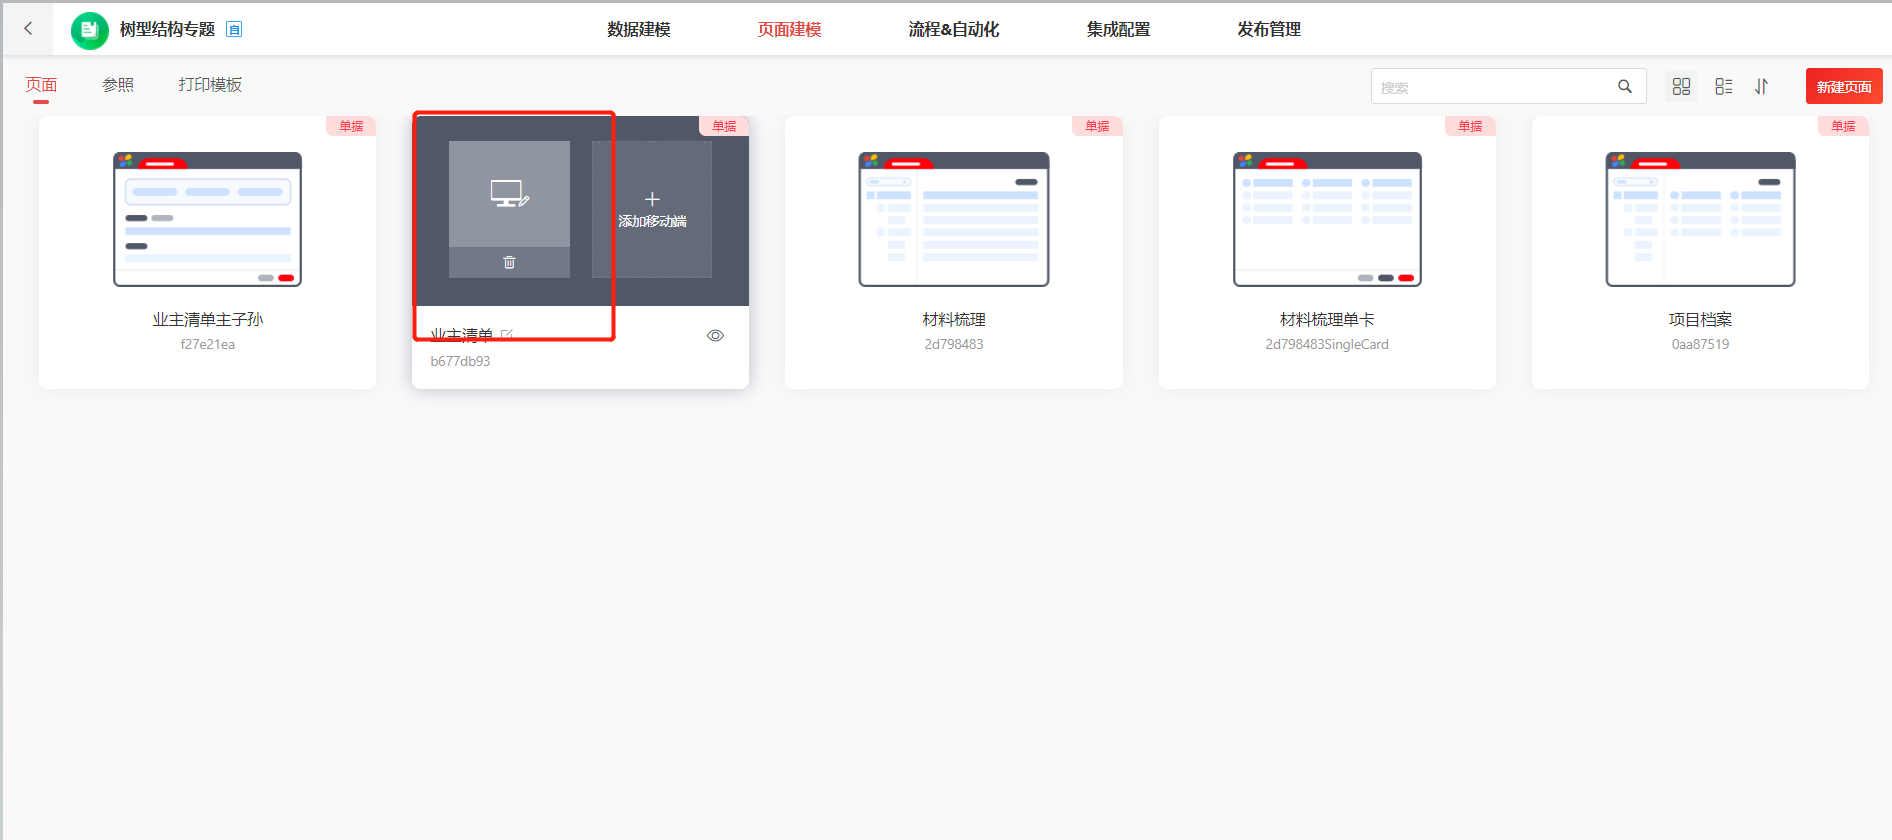 树型结构专题 自
数据建模
页面建模
流程&自动化
集成配置
发布管理
页面
参照
打印模板
搜索
新建页面
单据
业主清单主子孙
f27e21ea
单据
添加移动端
业主清单
b677db93
单据
材料梳理
2d798483
单据
材料梳理单卡
2d798483SingleCard
单据
项目档案
0aa87519